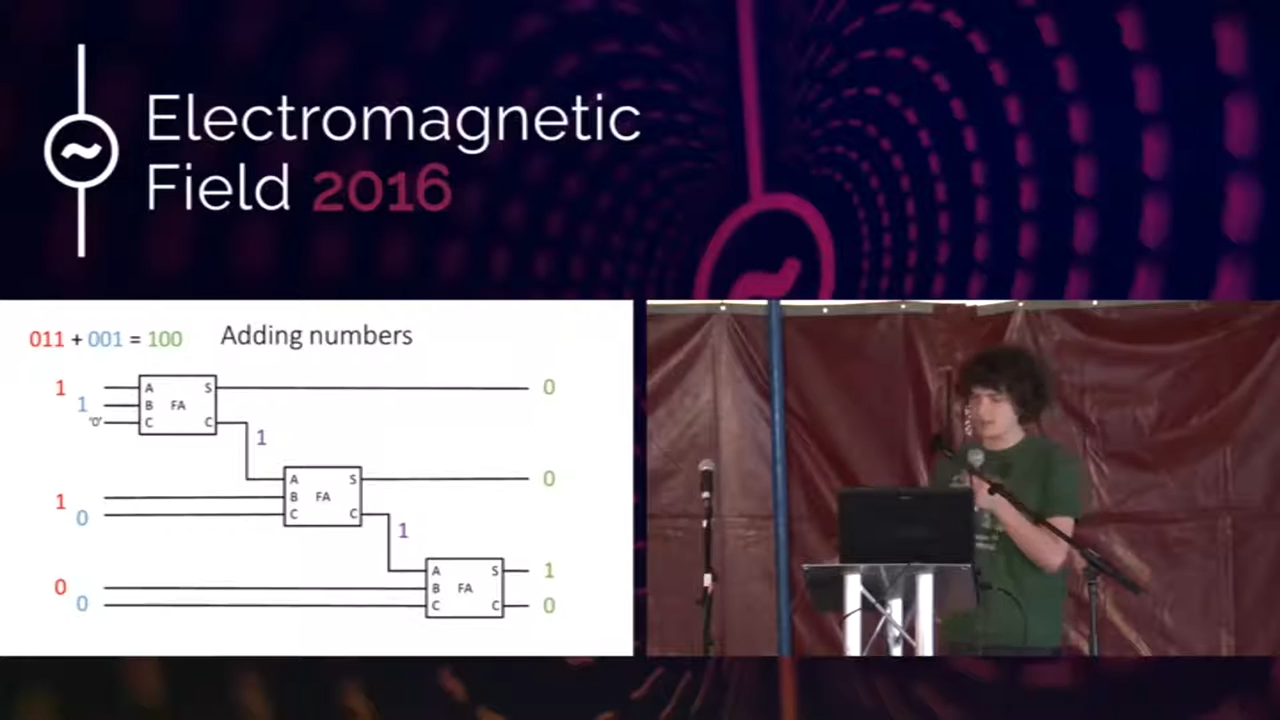 Electromagnetic
Field 2016
011 + 001 = 100 Adding numbers
1 A S 0
1 B FA
'0' C C
1
A S 0
1 B FA
0 C C
1
A S 1
0 B FA
0 C C 0